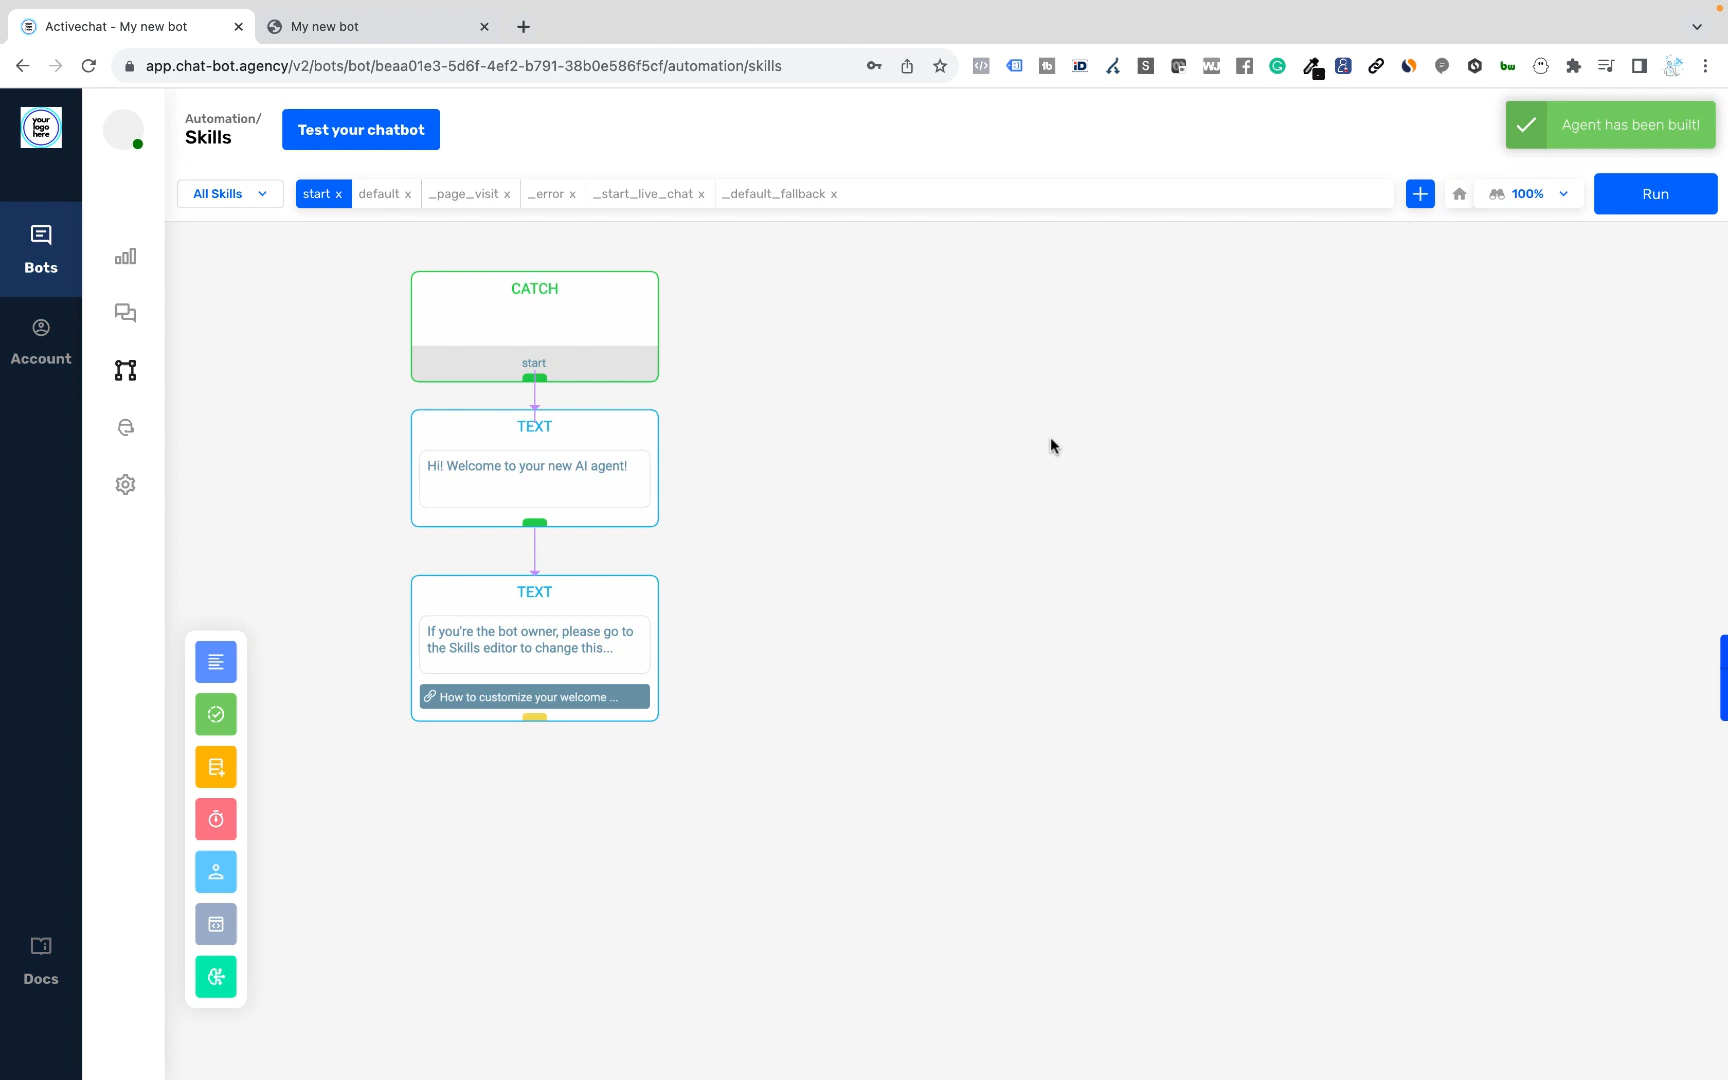 Activechat - My new bot
My new bot
app.chat-bot.agency/v2/bots/bot/beaa01e3-5d6f-4ef2-b791-38b0e586f5cf/automation/skills
your logo here
Bots
Account
Docs
Automation/
Skills
Test your chatbot
Agent has been built!
All Skills
start x
default x
_page_visit x
_error x
_start_live_chat x
_default_fallback x
100%
Run
CATCH
start
TEXT
Hi! Welcome to your new AI agent!
TEXT
If you're the bot owner, please go to
the Skills editor to change this...
How to customize your welcome ...